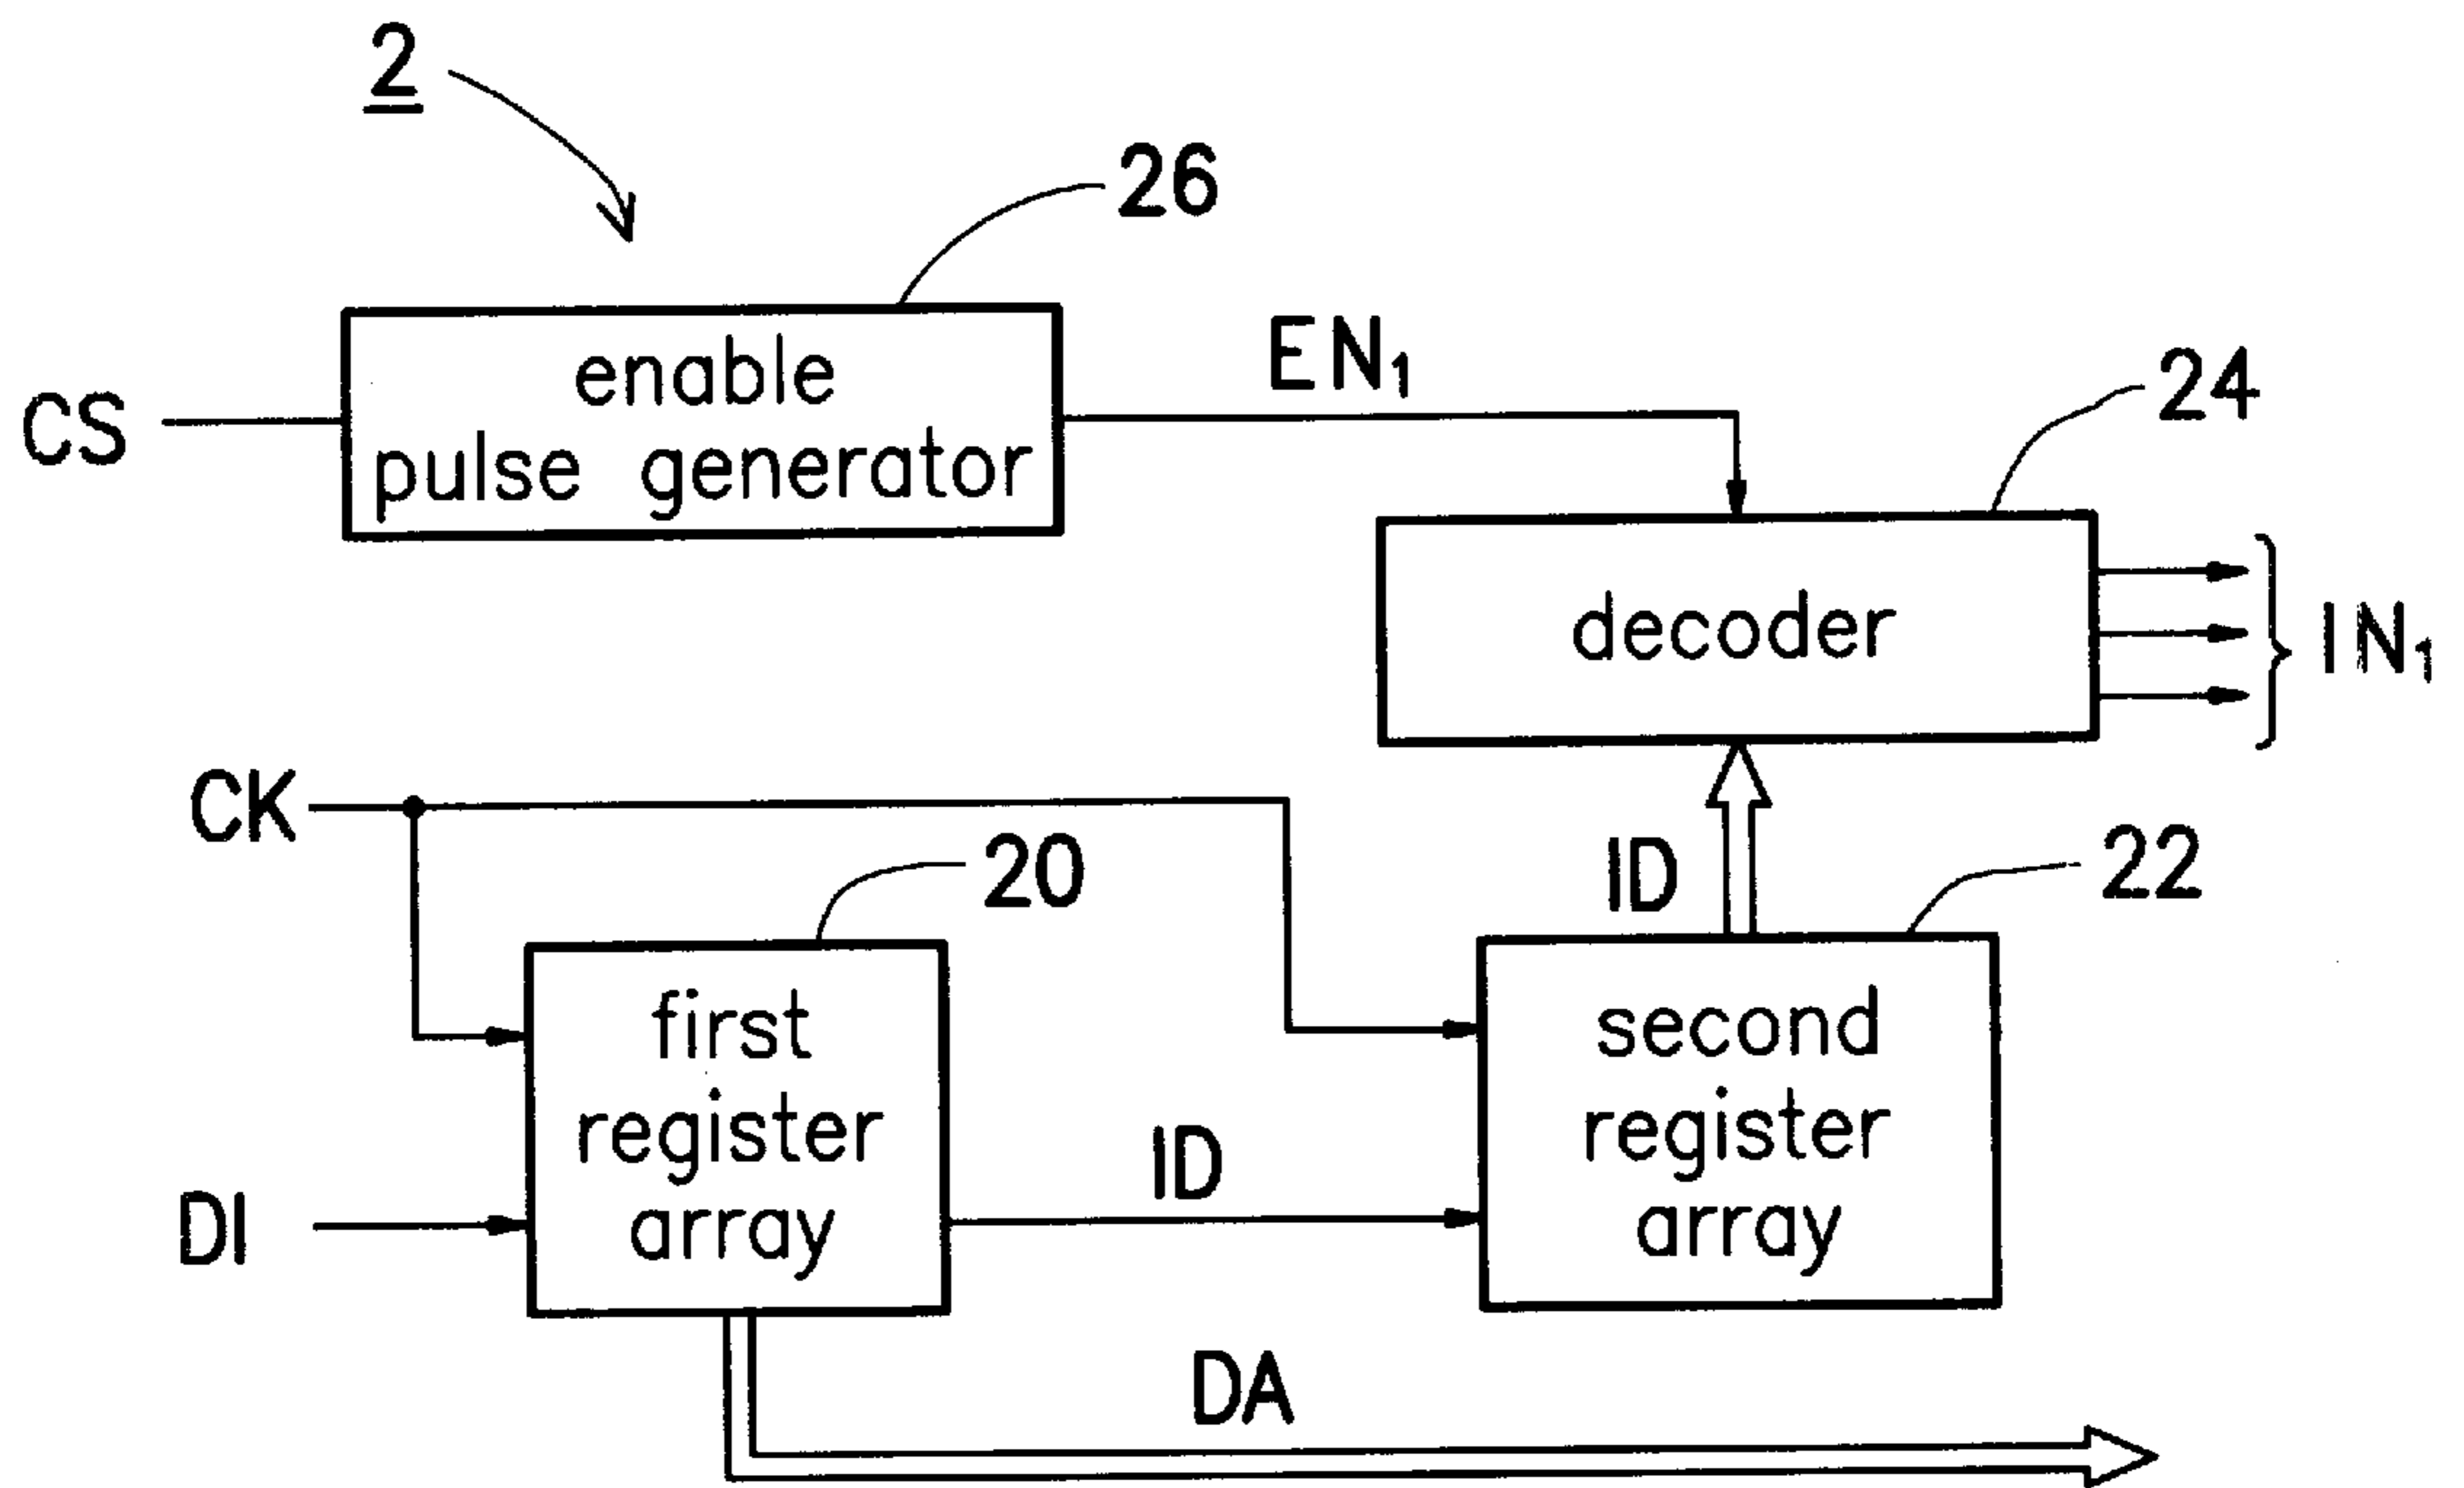 2
26
enable
pulse generator
CS
EN₁
24
decoder
IN₁
CK
20
ID
22
first
register
array
second
register
array
ID
DI
DA